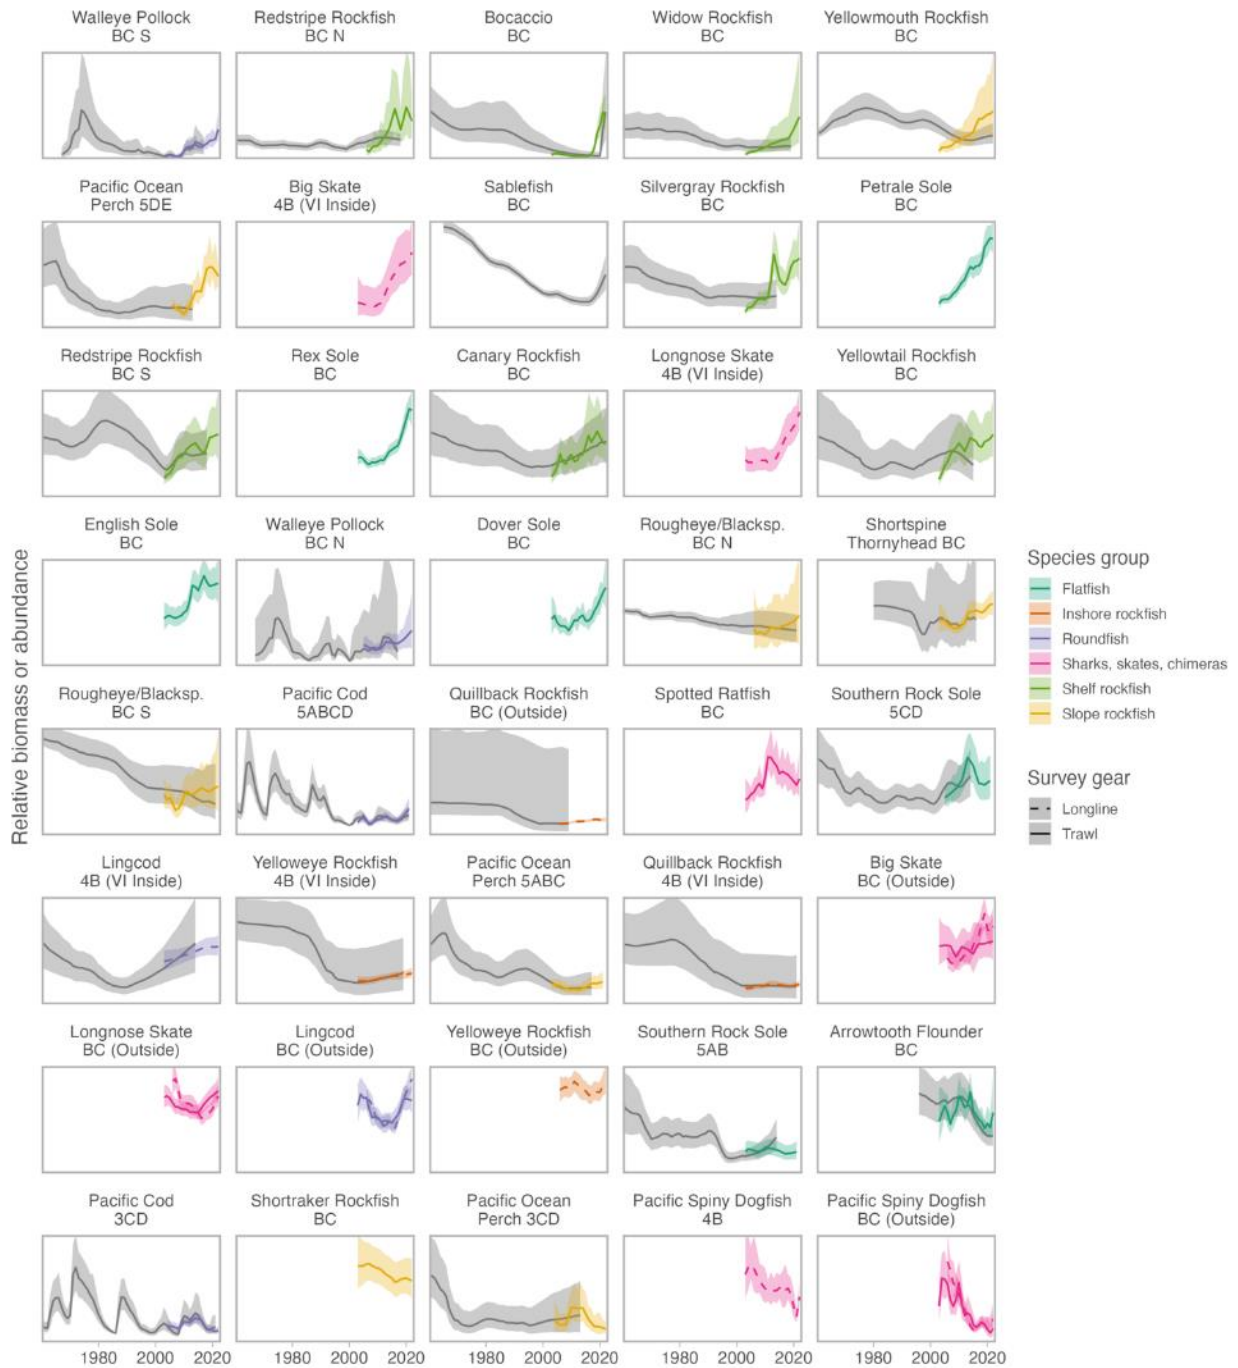 Walleye Pollock
BC S
Redstripe Rockfish
BC N
Bocaccio
BC
Widow Rockfish
BC
Yellowmouth Rockfish
BC
Pacific Ocean
Perch 5DE
Big Skate
4B (VI Inside)
Sablefish
BC
Silvergray Rockfish
BC
Petrale Sole
BC
Redstripe Rockfish
BC S
Rex Sole
BC
Canary Rockfish
BC
Longnose Skate
4B (VI Inside)
Yellowtail Rockfish
BC
English Sole
BC
Walleye Pollock
BC N
Dover Sole
BC
Rougheye/Blacksp.
BC N
Shortspine
Thornyhead BC
Rougheye/Blacksp.
BC S
Pacific Cod
5ABCD
Quillback Rockfish
BC (Outside)
Spotted Ratfish
BC
Southern Rock Sole
5CD
Lingcod
4B (VI Inside)
Yelloweye Rockfish
4B (VI Inside)
Pacific Ocean
Perch 5ABC
Quillback Rockfish
4B (VI Inside)
Big Skate
BC (Outside)
Longnose Skate
BC (Outside)
Lingcod
BC (Outside)
Yelloweye Rockfish
BC (Outside)
Southern Rock Sole
5AB
Arrowtooth Flounder
BC
Pacific Cod
3CD
Shortraker Rockfish
BC
Pacific Ocean
Perch 3CD
Pacific Spiny Dogfish
4B
Pacific Spiny Dogfish
BC (Outside)
1980 2000 2020
1980 2000 2020
1980 2000 2020
1980 2000 2020
1980 2000 2020
Relative biomass or abundance
Species group
Flatfish
Inshore rockfish
Roundfish
Sharks, skates, chimeras
Shelf rockfish
Slope rockfish
Survey gear
Longline
Trawl